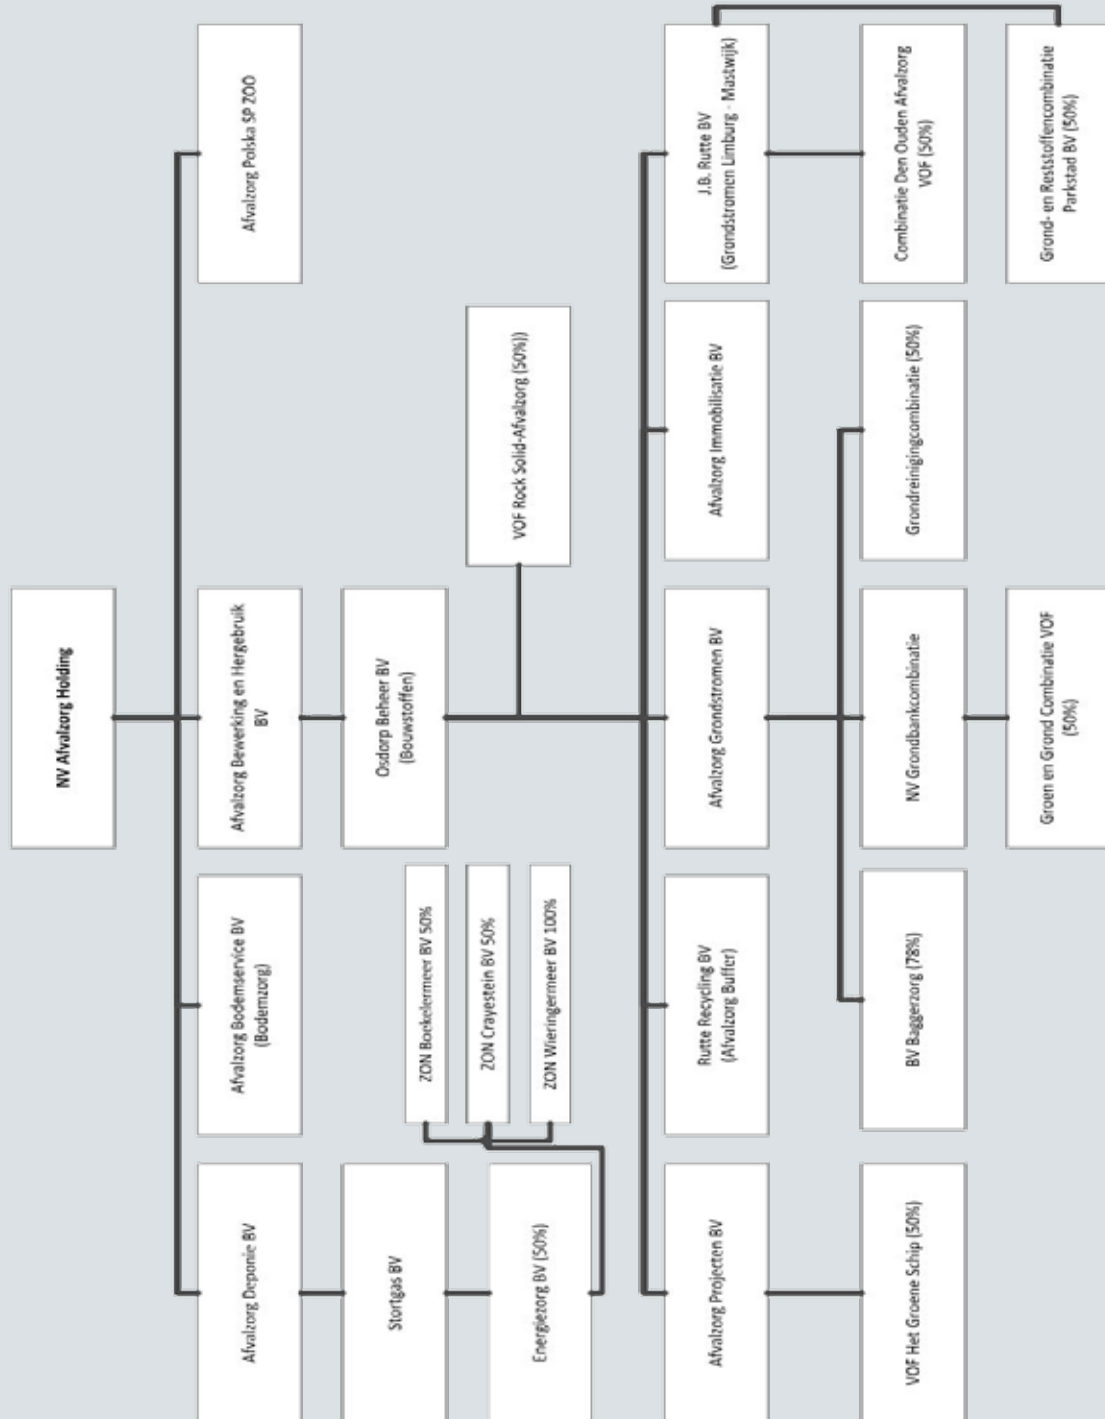 NV Afvalzorg Holding
Afvalzorg Deponie BV
Afvalzorg Bodemservice BV
(Bodemzorg)
Afvalzorg Bewerking en Hergebruik
BV
Afvalzorg Polska SP ZOO
Stortgas BV
Osdorp Beheer BV
(Bouwstoffen)
Energiezorg BV (50%)
ZON Boekelermeer BV 50%
ZON Crayestein BV 50%
ZON Wieringermeer BV 100%
VOF Rock Solid-Afvalzorg (50%))
Afvalzorg Projecten BV
Rutte Recycling BV
(Afvalzorg Buffer)
Afvalzorg Grondstromen BV
Afvalzorg Immobilisatie BV
J.B. Rutte BV
(Grondstromen Limburg - Mastwijk)
VOF Het Groene Schip (50%)
BV Baggerzorg (78%)
NV Grondbankcombinatie
Grondreinigingcombinatie (50%)
Combinatie Den Ouden Afvalzorg
VOF (50%)
Groen en Grond Combinatie VOF
(50%)
Grond- en Reststoffencombinatie
Parkstad BV (50%)